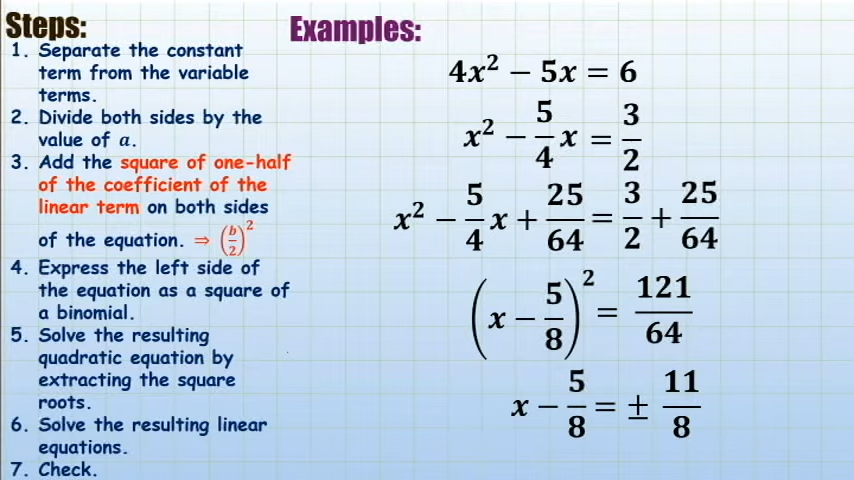 Steps:
1. Separate the constant
term from the variable
terms.
2. Divide both sides by the
value of a.
3. Add the square of one-half
of the coefficient of the
linear term on both sides
of the equation. ⇒ (b/2)²
4. Express the left side of
the equation as a square of
a binomial.
5. Solve the resulting
quadratic equation by
extracting the square
roots.
6. Solve the resulting linear
equations.
7. Check.
Examples:
4x² − 5x = 6
x² − 5/4 x = 3/2
x² − 5/4 x + 25/64 = 3/2 + 25/64
(x − 5/8)² = 121/64
x − 5/8 = ± 11/8